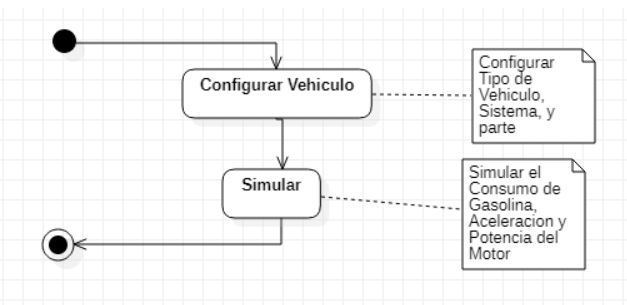 Configurar Vehiculo
Configurar
Tipo de
Vehiculo,
Sistema, y
parte
Simular
Simular el
Consumo de
Gasolina,
Aceleracion y
Potencia del
Motor